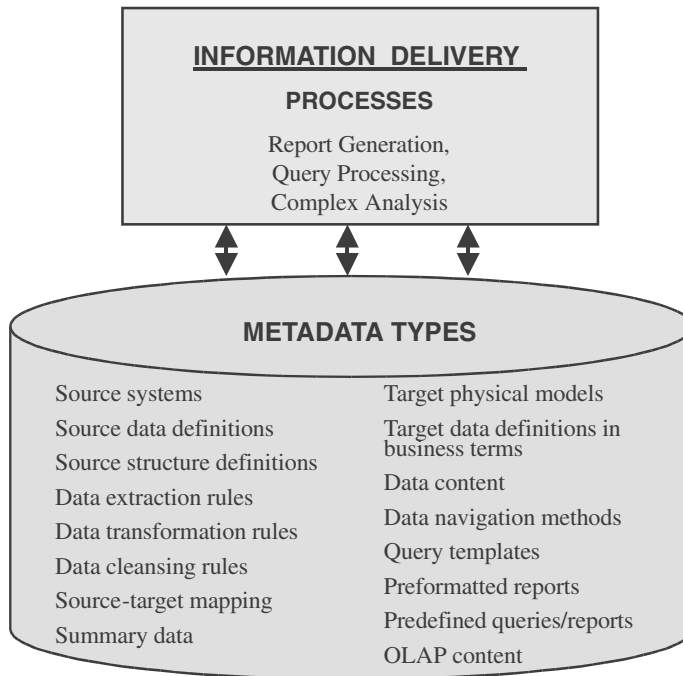 INFORMATION DELIVERY
PROCESSES
Report Generation,
Query Processing,
Complex Analysis
METADATA TYPES
Source systems
Source data definitions
Source structure definitions
Data extraction rules
Data transformation rules
Data cleansing rules
Source-target mapping
Summary data
Target physical models
Target data definitions in
business terms
Data content
Data navigation methods
Query templates
Preformatted reports
Predefined queries/reports
OLAP content